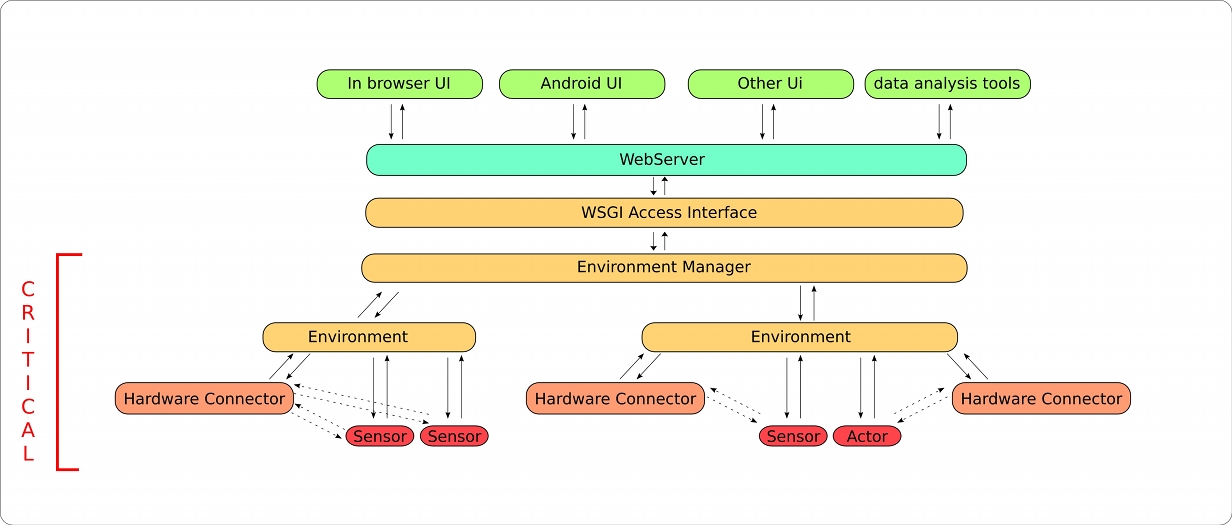 In browser UI
Android UI
Other Ui
data analysis tools
WebServer
WSGI Access Interface
Environment Manager
CRITICAL
Environment
Environment
Hardware Connector
Hardware Connector
Hardware Connector
Sensor
Sensor
Sensor
Actor